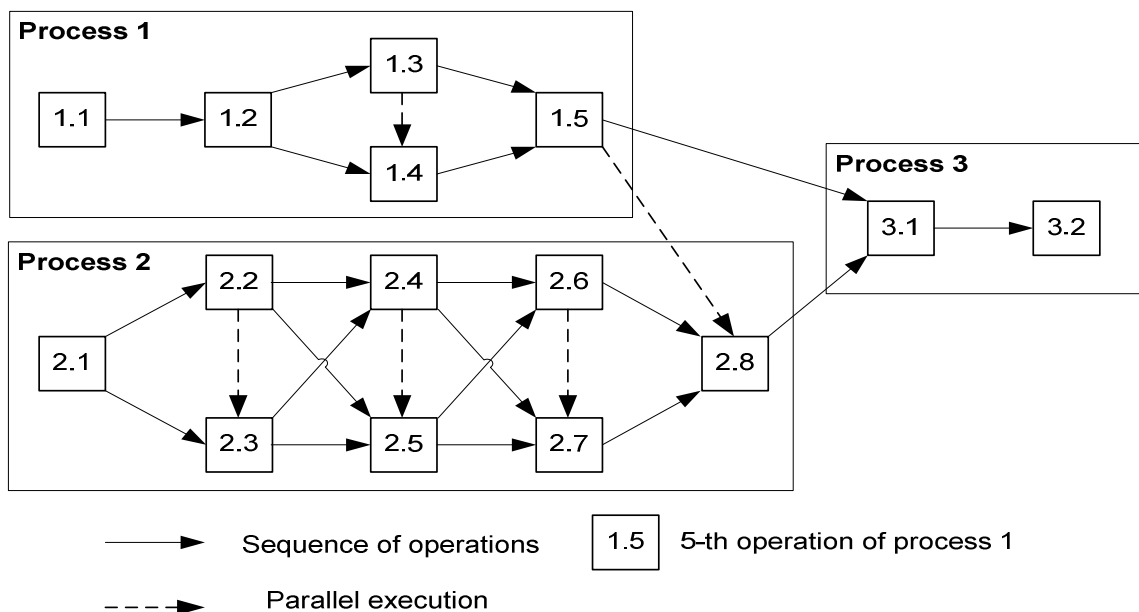 Process 1
1.3
1.1
1.2
1.5
1.4
Process 3
3.1
3.2
Process 2
2.2
2.4
2.6
2.1
2.8
2.3
2.5
2.7
Sequence of operations
1.5
5-th operation of process 1
Parallel execution